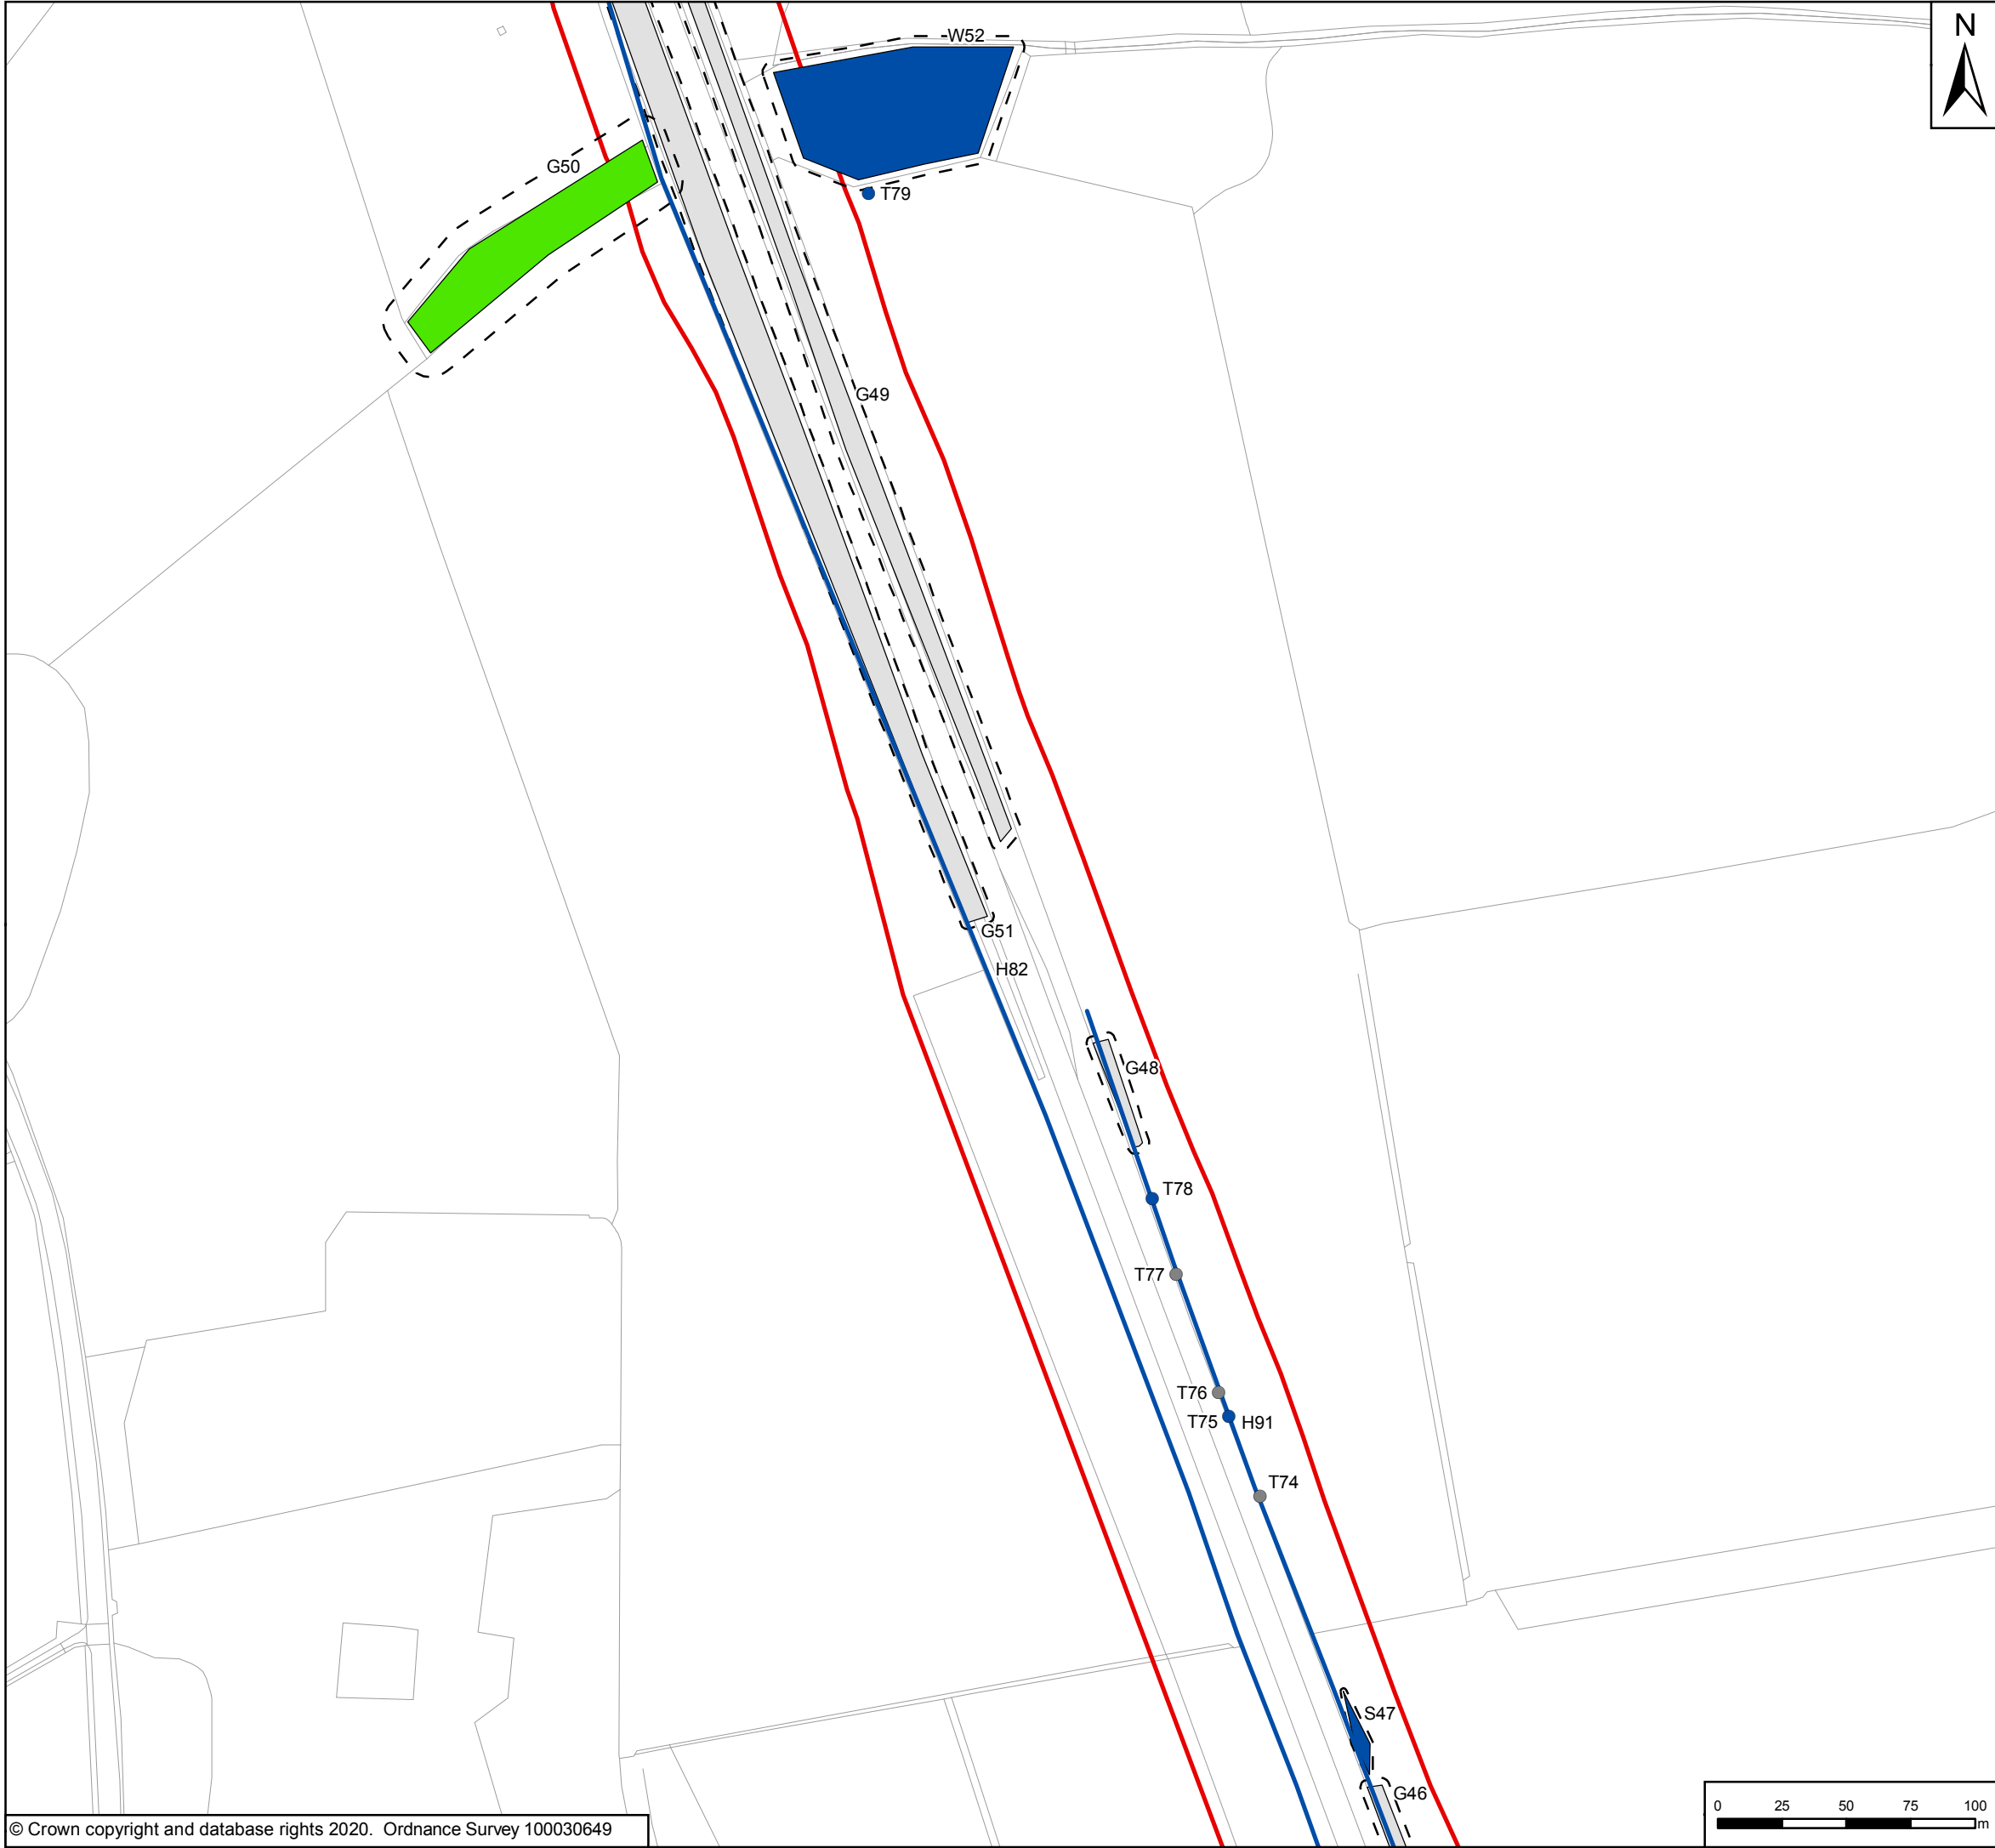 W52
N
G50
T79
G49
G51
H82
G48
T78
T77
T76
T75
H91
T74
S47
G46
0 25 50 75 100
m
© Crown copyright and database rights 2020. Ordnance Survey 100030649